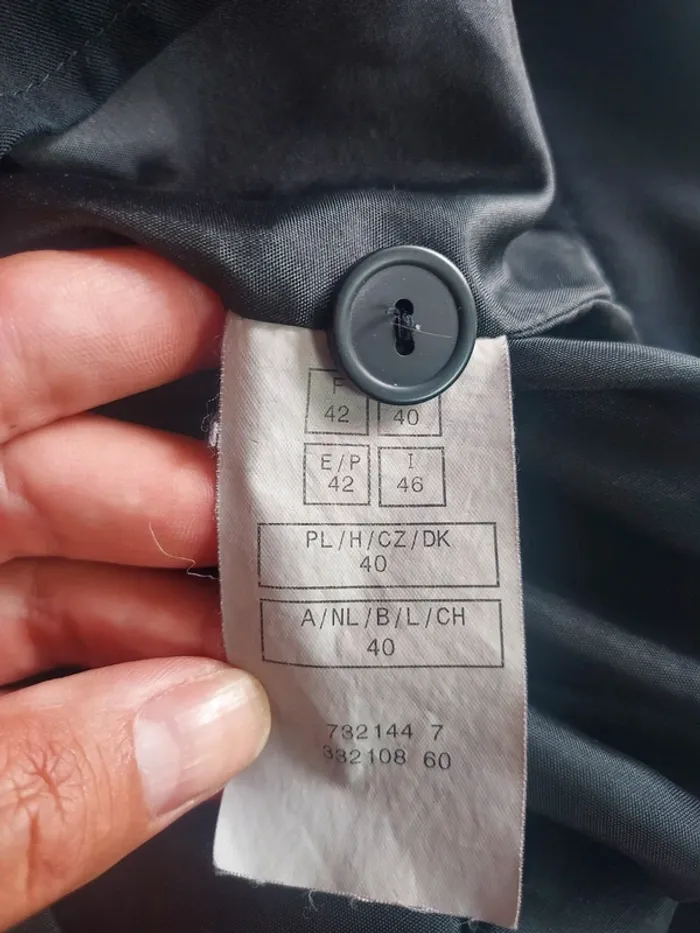 F
42 40
E/P I
42 46
PL/H/CZ/DK
40
A/NL/B/L/CH
40
732144 7
332108 60